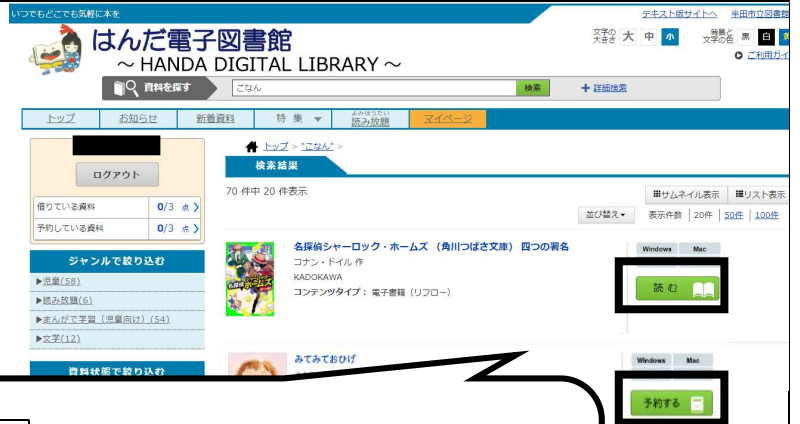 いつでもどこでも気軽に本を
テキスト版サイトへ 半田市立図書館
はんだ電子図書館
～ HANDA DIGITAL LIBRARY ～
文字の大きさ 大 中 小 背景と文字の色 黒 白
ご利用ガイ
資料を探す こなん 検索 + 詳細検索
トップ お知らせ 新着資料 特 集 ▼ よみほうだい 読み放題 マイページ
トップ > "こなん" >
検索結果
ログアウト
70 件中 20 件表示
サムネイル表示 リスト表示
並び替え▼ 表示件数 20件 50件 100件
借りている資料 0/3 点
予約している資料 0/3 点
名探偵シャーロック・ホームズ （角川つばさ文庫） 四つの署名
コナン・ドイル 作
KADOKAWA
コンテンツタイプ： 電子書籍（リフロー）
Windows Mac
読 む
ジャンルで絞り込む
▶児童(58)
▶読み放題(6)
▶まんがで学習（児童向け）(54)
▶文学(12)
資料状態で絞り込む
みてみておひげ
Windows Mac
予約する